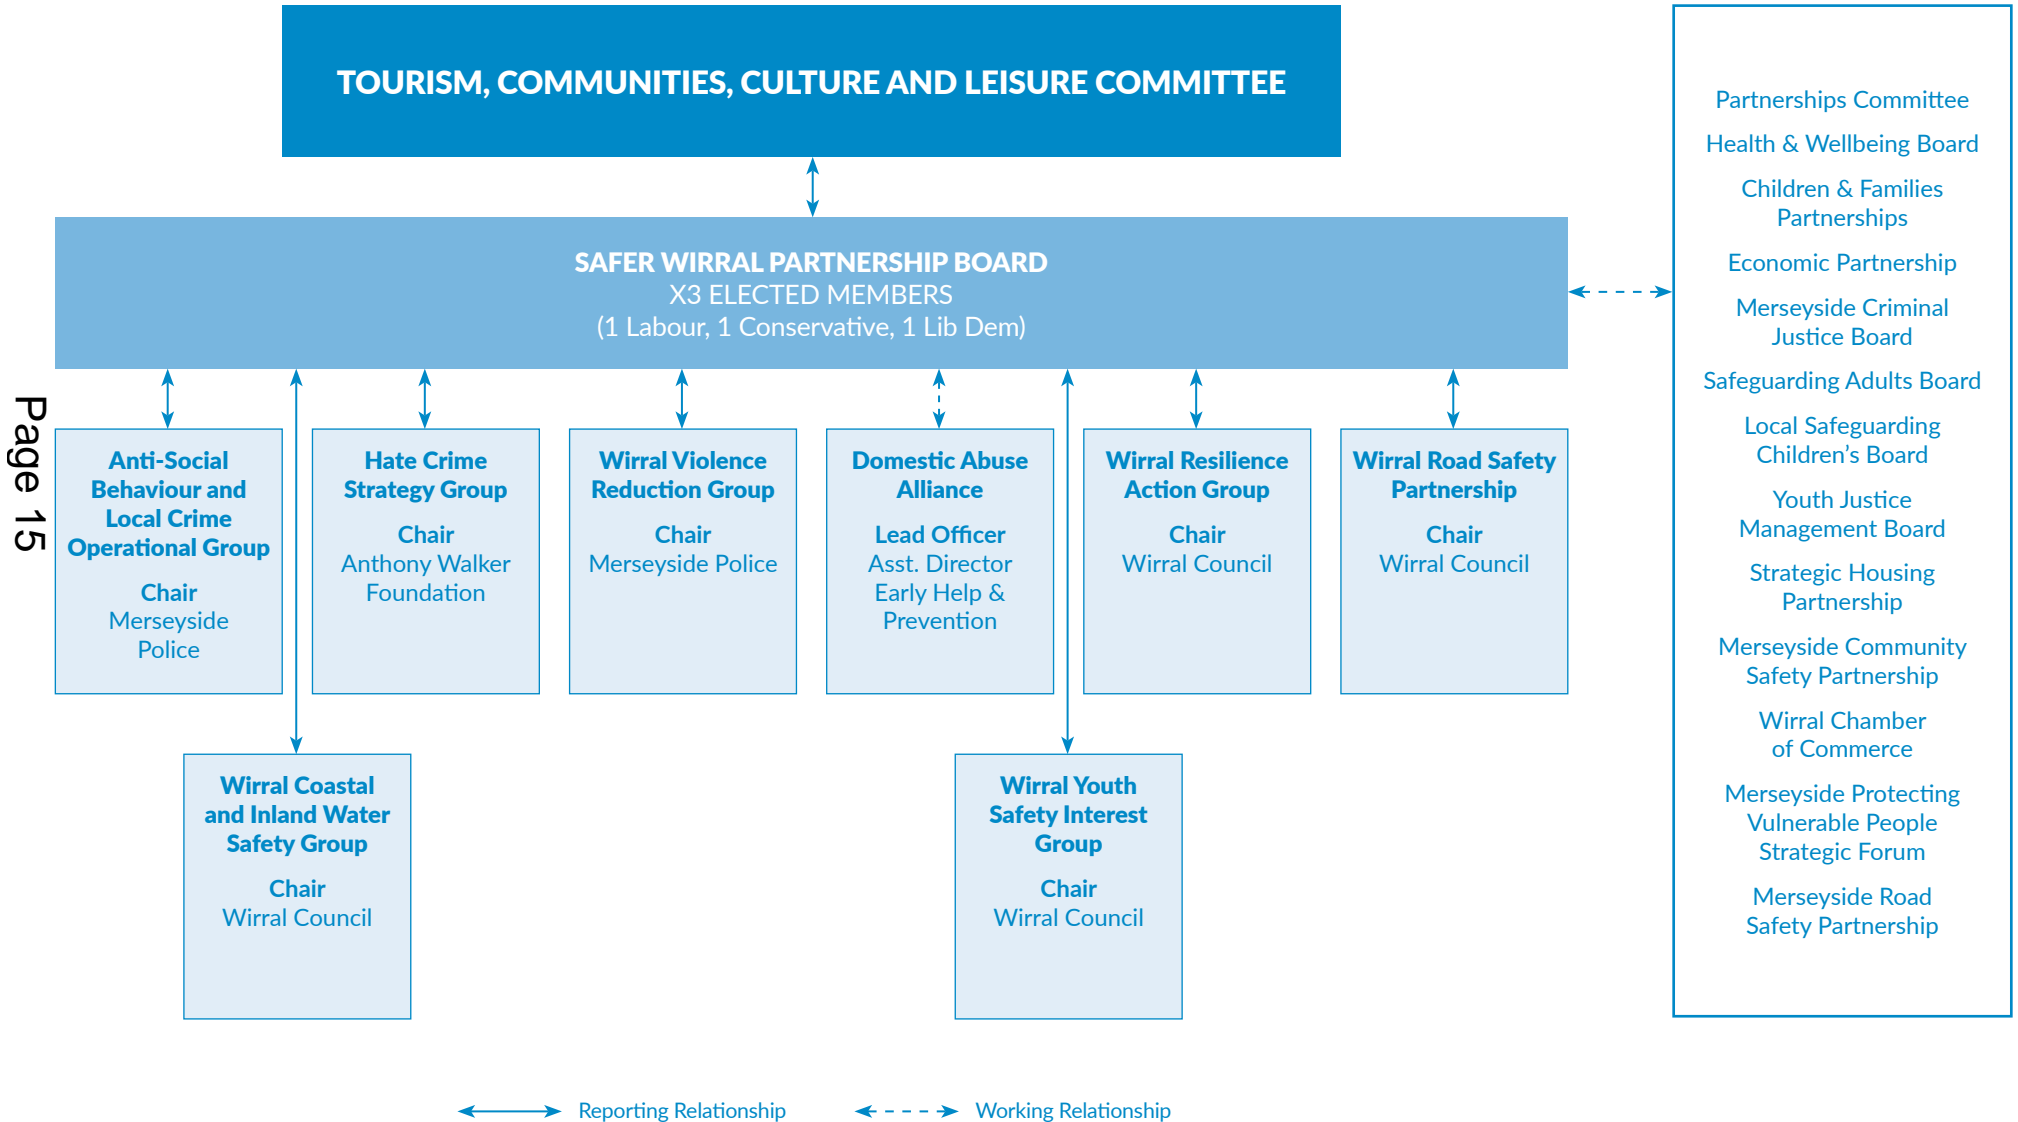 TOURISM, COMMUNITIES, CULTURE AND LEISURE COMMITTEE
SAFER WIRRAL PARTNERSHIP BOARD
X3 ELECTED MEMBERS
(1 Labour, 1 Conservative, 1 Lib Dem)
Page 15
Anti-Social
Behaviour and
Local Crime
Operational Group
Chair
Merseyside
Police
Hate Crime
Strategy Group
Chair
Anthony Walker
Foundation
Wirral Violence
Reduction Group
Chair
Merseyside Police
Domestic Abuse
Alliance
Lead Officer
Asst. Director
Early Help &
Prevention
Wirral Resilience
Action Group
Chair
Wirral Council
Wirral Road Safety
Partnership
Chair
Wirral Council
Wirral Coastal
and Inland Water
Safety Group
Chair
Wirral Council
Wirral Youth
Safety Interest
Group
Chair
Wirral Council
Partnerships Committee
Health & Wellbeing Board
Children & Families
Partnerships
Economic Partnership
Merseyside Criminal
Justice Board
Safeguarding Adults Board
Local Safeguarding
Children's Board
Youth Justice
Management Board
Strategic Housing
Partnership
Merseyside Community
Safety Partnership
Wirral Chamber
of Commerce
Merseyside Protecting
Vulnerable People
Strategic Forum
Merseyside Road
Safety Partnership
Reporting Relationship
Working Relationship